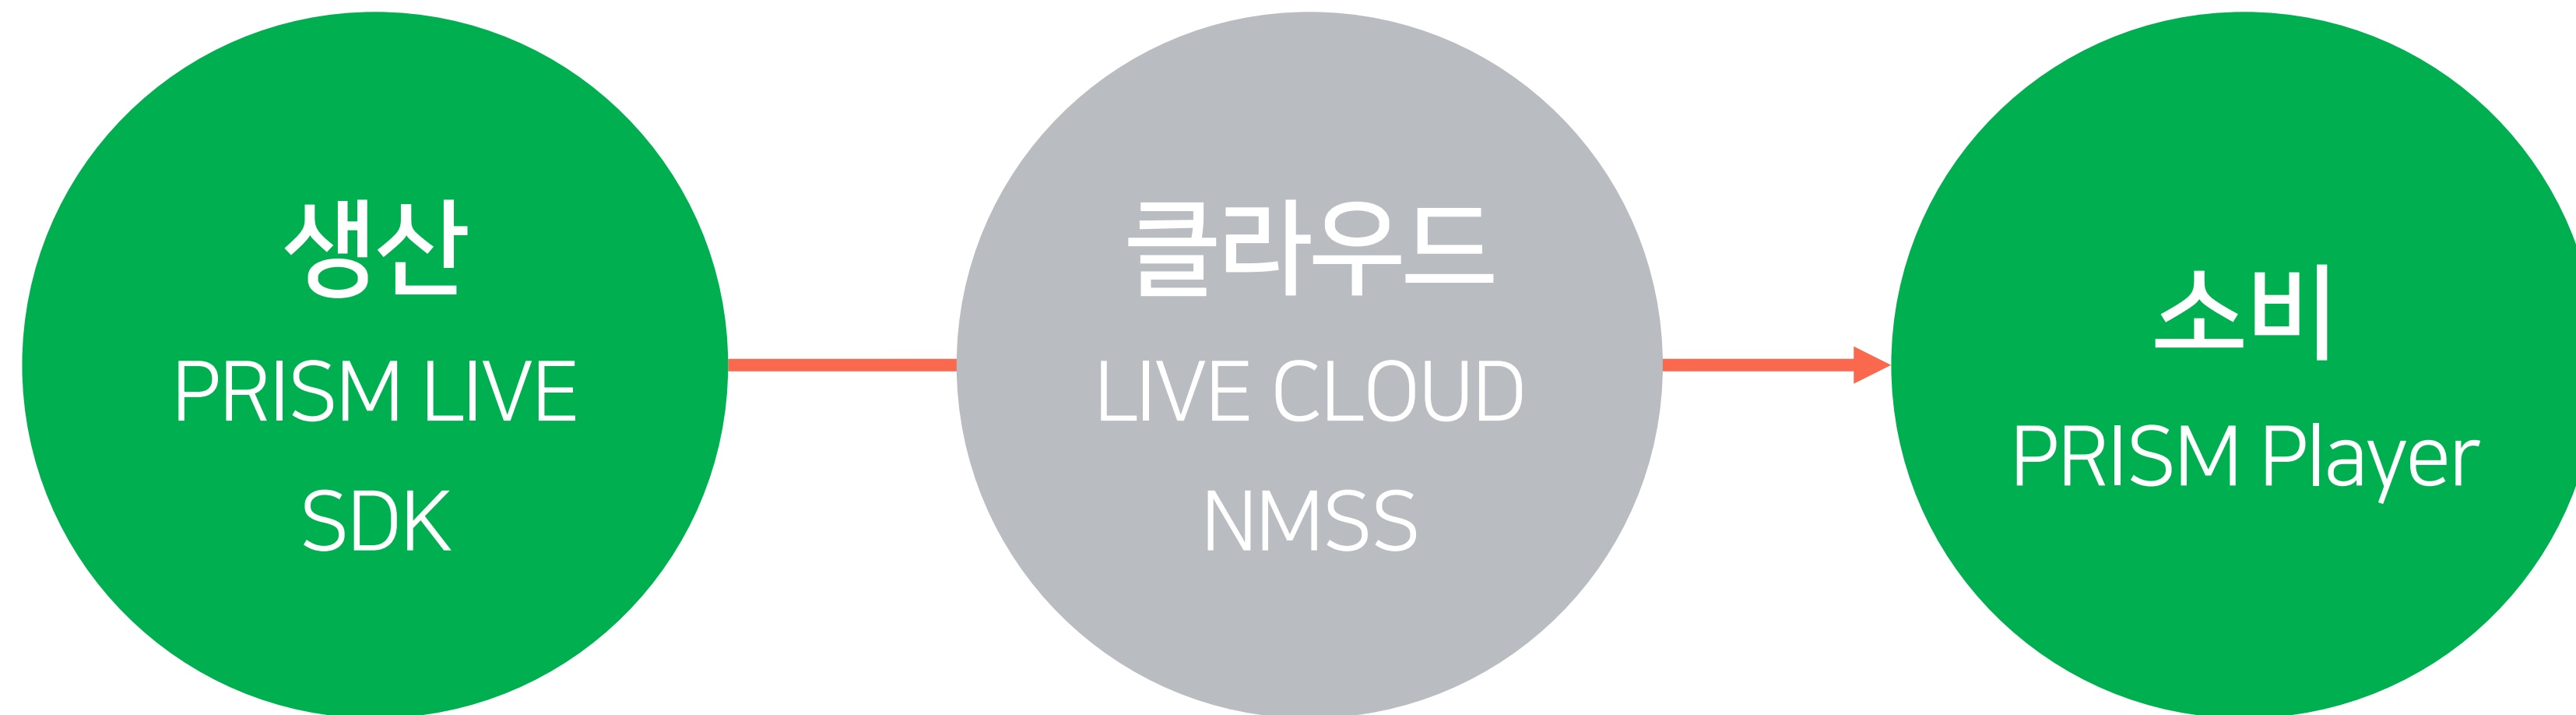 생산
PRISM LIVE
SDK
클라우드
LIVE CLOUD
NMSS
소비
PRISM Player